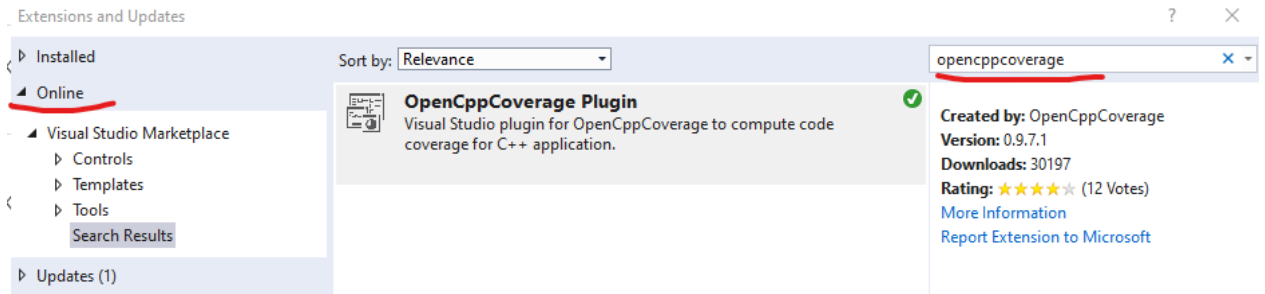 Extensions and Updates
Installed
Online
Visual Studio Marketplace
Controls
Templates
Tools
Search Results
Updates (1)
Sort by: Relevance
OpenCppCoverage Plugin
Visual Studio plugin for OpenCppCoverage to compute code
coverage for C++ application.
opencppcoverage
Created by: OpenCppCoverage
Version: 0.9.7.1
Downloads: 30197
Rating: (12 Votes)
More Information
Report Extension to Microsoft